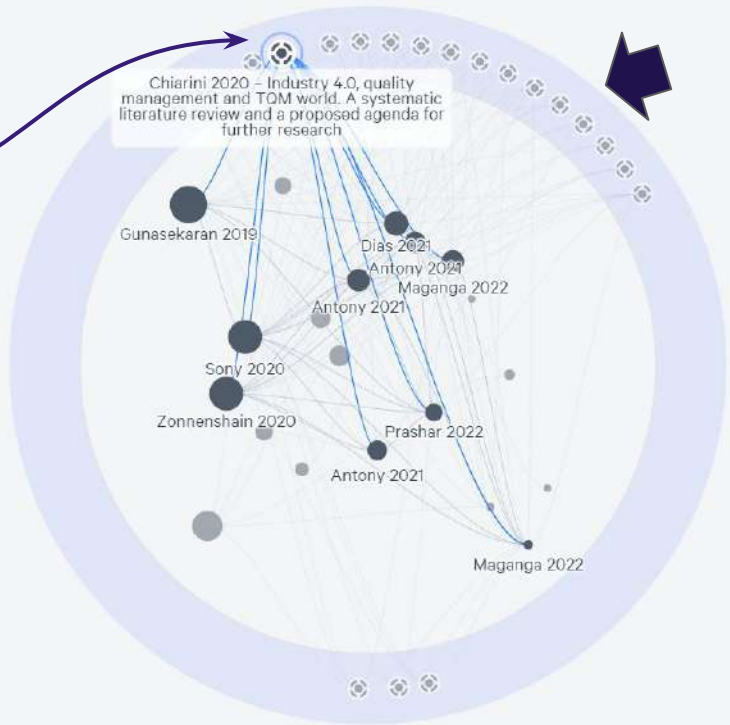 Chiarini 2020 – Industry 4.0, quality
management and TQM world. A systematic
literature review and a proposed agenda for
further research
Gunasekaran 2019
Dias 2021
Antony 2021
Maganga 2022
Antony 2021
Sony 2020
Zonnenshain 2020
Prashar 2022
Antony 2021
Maganga 2022